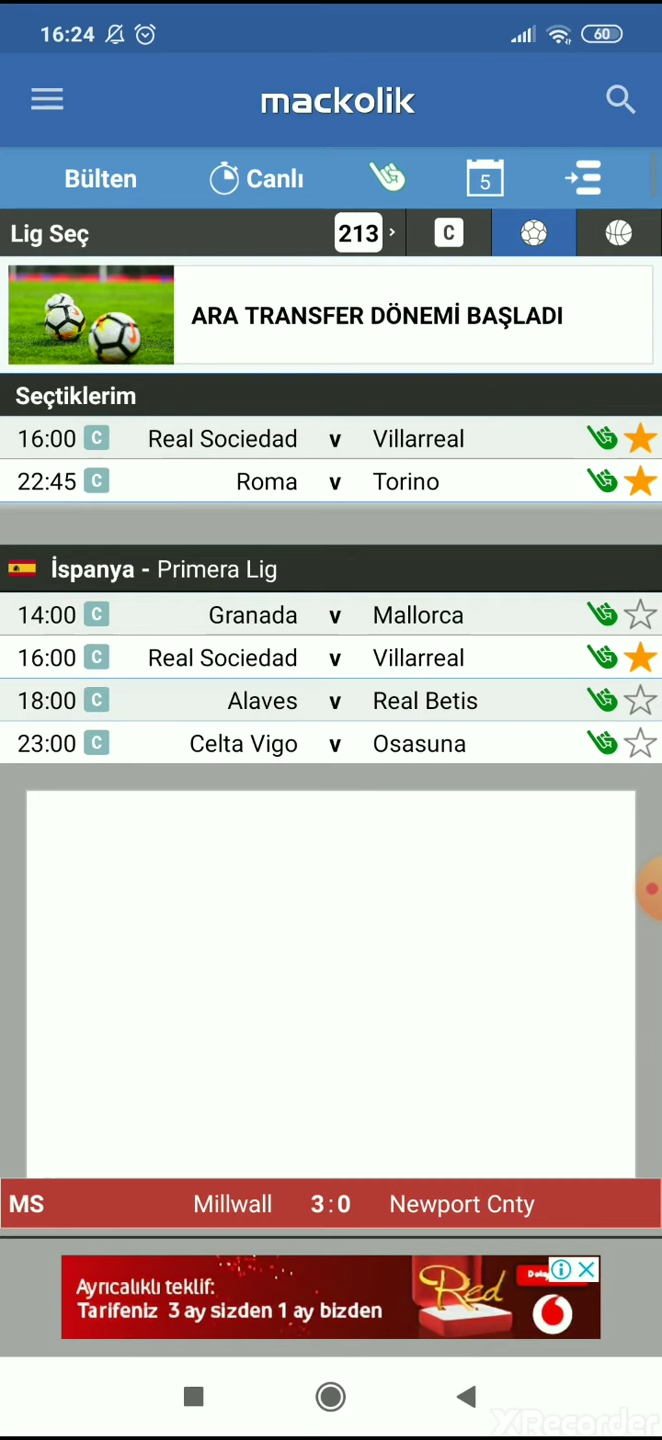 16:24 60
mackolik
Bülten Canlı 5
Lig Seç 213 > C
ARA TRANSFER DÖNEMİ BAŞLADI
Seçtiklerim
16:00 C Real Sociedad v Villarreal
22:45 C Roma v Torino
İspanya - Primera Lig
14:00 C Granada v Mallorca
16:00 C Real Sociedad v Villarreal
18:00 C Alaves v Real Betis
23:00 C Celta Vigo v Osasuna
MS Millwall 3:0 Newport Cnty
Ayrıcalıklı teklif:
Tarifeniz 3 ay sizden 1 ay bizden
Red
XRecorder